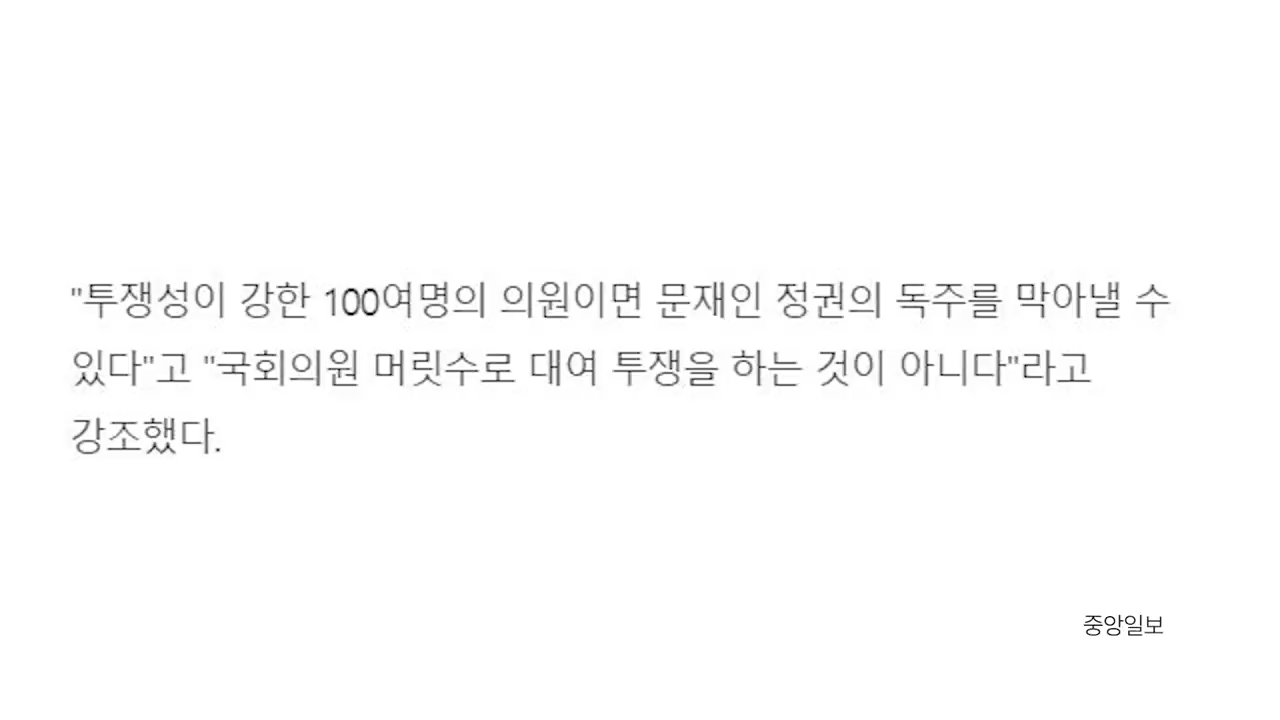 "투쟁성이 강한 100여명의 의원이면 문재인 정권의 독주를 막아낼 수
있다"고 "국회의원 머릿수로 대여 투쟁을 하는 것이 아니다"라고
강조했다.
중앙일보